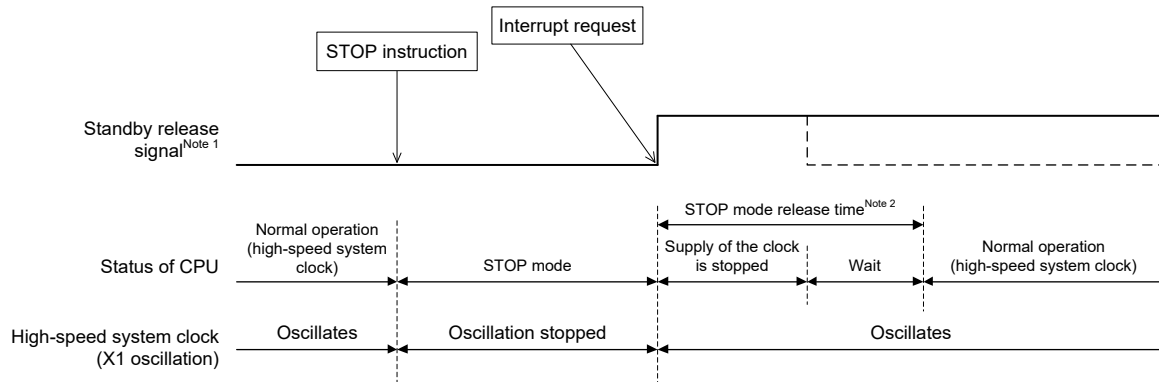 Interrupt request
STOP instruction
Standby release
signalNote 1
STOP mode release timeNote 2
Normal operation
(high-speed system
clock)
Supply of the clock
is stopped
Normal operation
(high-speed system clock)
Status of CPU
STOP mode
Wait
High-speed system clock
(X1 oscillation)
Oscillates
Oscillation stopped
Oscillates